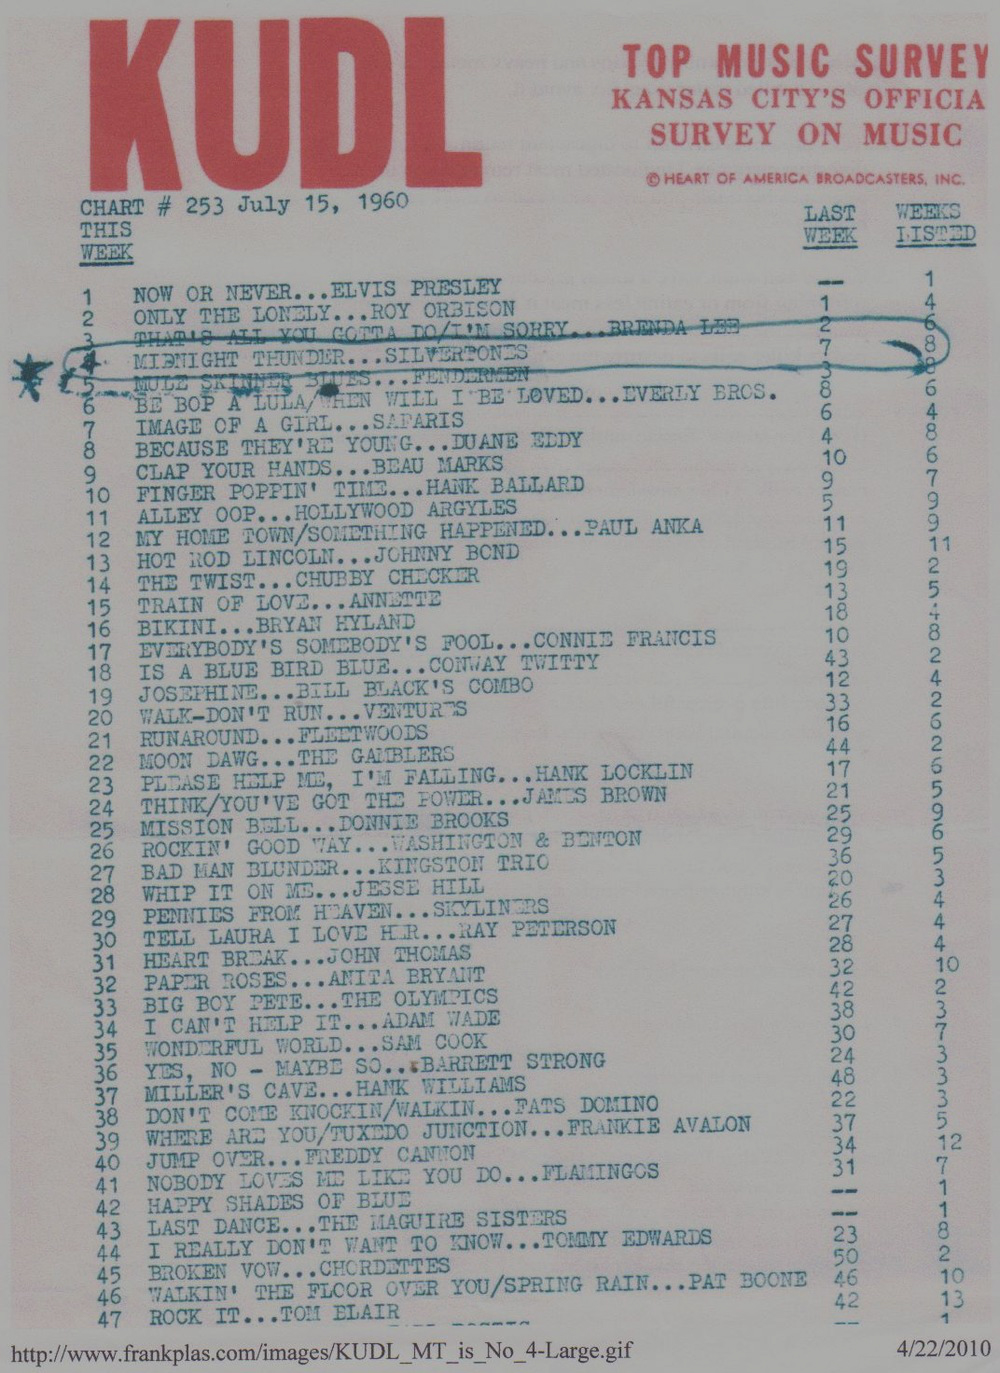 KUDL
TOP MUSIC SURVEY
KANSAS CITY'S OFFICIA
SURVEY ON MUSIC
© HEART OF AMERICA BROADCASTERS, INC.
CHART # 253 July 15, 1960
THIS LAST WEEKS
WEEK WEEK LISTED
1 NOW OR NEVER...ELVIS PRESLEY -- 1
2 ONLY THE LONELY...ROY ORBISON 1 4
3 THAT'S ALL YOU GOTTA DO/I'M SORRY...BRENDA LEE 2 6
4 MIDNIGHT THUNDER...SILVERTONES 7 8
5 MULE SKINNER BLUES...FENDERMEN 3 8
6 BE BOP A LULA/WHEN WILL I BE LOVED...EVERLY BROS. 8 6
7 IMAGE OF A GIRL...SAFARIS 6 4
8 BECAUSE THEY'RE YOUNG...DUANE EDDY 4 8
9 CLAP YOUR HANDS...BEAU MARKS 10 6
10 FINGER POPPIN' TIME...HANK BALLARD 9 7
11 ALLEY OOP...HOLLYWOOD ARGYLES 5 9
12 MY HOME TOWN/SOMETHING HAPPENED...PAUL ANKA 11 9
13 HOT ROD LINCOLN...JOHNNY BOND 15 11
14 THE TWIST...CHUBBY CHECKER 19 2
15 TRAIN OF LOVE...ANNETTE 13 5
16 BIKINI...BRYAN HYLAND 18 4
17 EVERYBODY'S SOMEBODY'S FOOL...CONNIE FRANCIS 10 8
18 IS A BLUE BIRD BLUE...CONWAY TWITTY 43 2
19 JOSEPHINE...BILL BLACK'S COMBO 12 4
20 WALK-DON'T RUN...VENTURES 33 2
21 RUNAROUND...FLEETWOODS 16 6
22 MOON DAWG...THE GAMBLERS 44 2
23 PLEASE HELP ME, I'M FALLING...HANK LOCKLIN 17 6
24 THINK/YOU'VE GOT THE POWER...JAMES BROWN 21 5
25 MISSION BELL...DONNIE BROOKS 25 9
26 ROCKIN' GOOD WAY...WASHINGTON & BENTON 29 6
27 BAD MAN BLUNDER...KINGSTON TRIO 36 5
28 WHIP IT ON ME...JESSE HILL 20 3
29 PENNIES FROM HEAVEN...SKYLINERS 26 4
30 TELL LAURA I LOVE HER...RAY PETERSON 27 4
31 HEART BREAK...JOHN THOMAS 28 4
32 PAPER ROSES...ANITA BRYANT 32 10
33 BIG BOY PETE...THE OLYMPICS 42 2
34 I CAN'T HELP IT...ADAM WADE 38 3
35 WONDERFUL WORLD...SAM COOK 30 7
36 YES, NO - MAYBE SO...BARRETT STRONG 24 3
37 MILLER'S CAVE...HANK WILLIAMS 48 3
38 DON'T COME KNOCKIN/WALKIN...FATS DOMINO 22 3
39 WHERE ARE YOU/TUXEDO JUNCTION...FRANKIE AVALON 37 5
40 JUMP OVER...FREDDY CANNON 34 12
41 NOBODY LOVES ME LIKE YOU DO...FLAMINGOS 31 7
42 HAPPY SHADES OF BLUE -- 1
43 LAST DANCE...THE MAGUIRE SISTERS -- 1
44 I REALLY DON'T WANT TO KNOW...TOMMY EDWARDS 23 8
45 BROKEN VOW...CHORDETTES 50 2
46 WALKIN' THE FLOOR OVER YOU/SPRING RAIN...PAT BOONE 46 10
47 ROCK IT...TOM BLAIR 42 13
-- 1
http://www.frankplas.com/images/KUDL_MT_is_No_4-Large.gif 4/22/2010